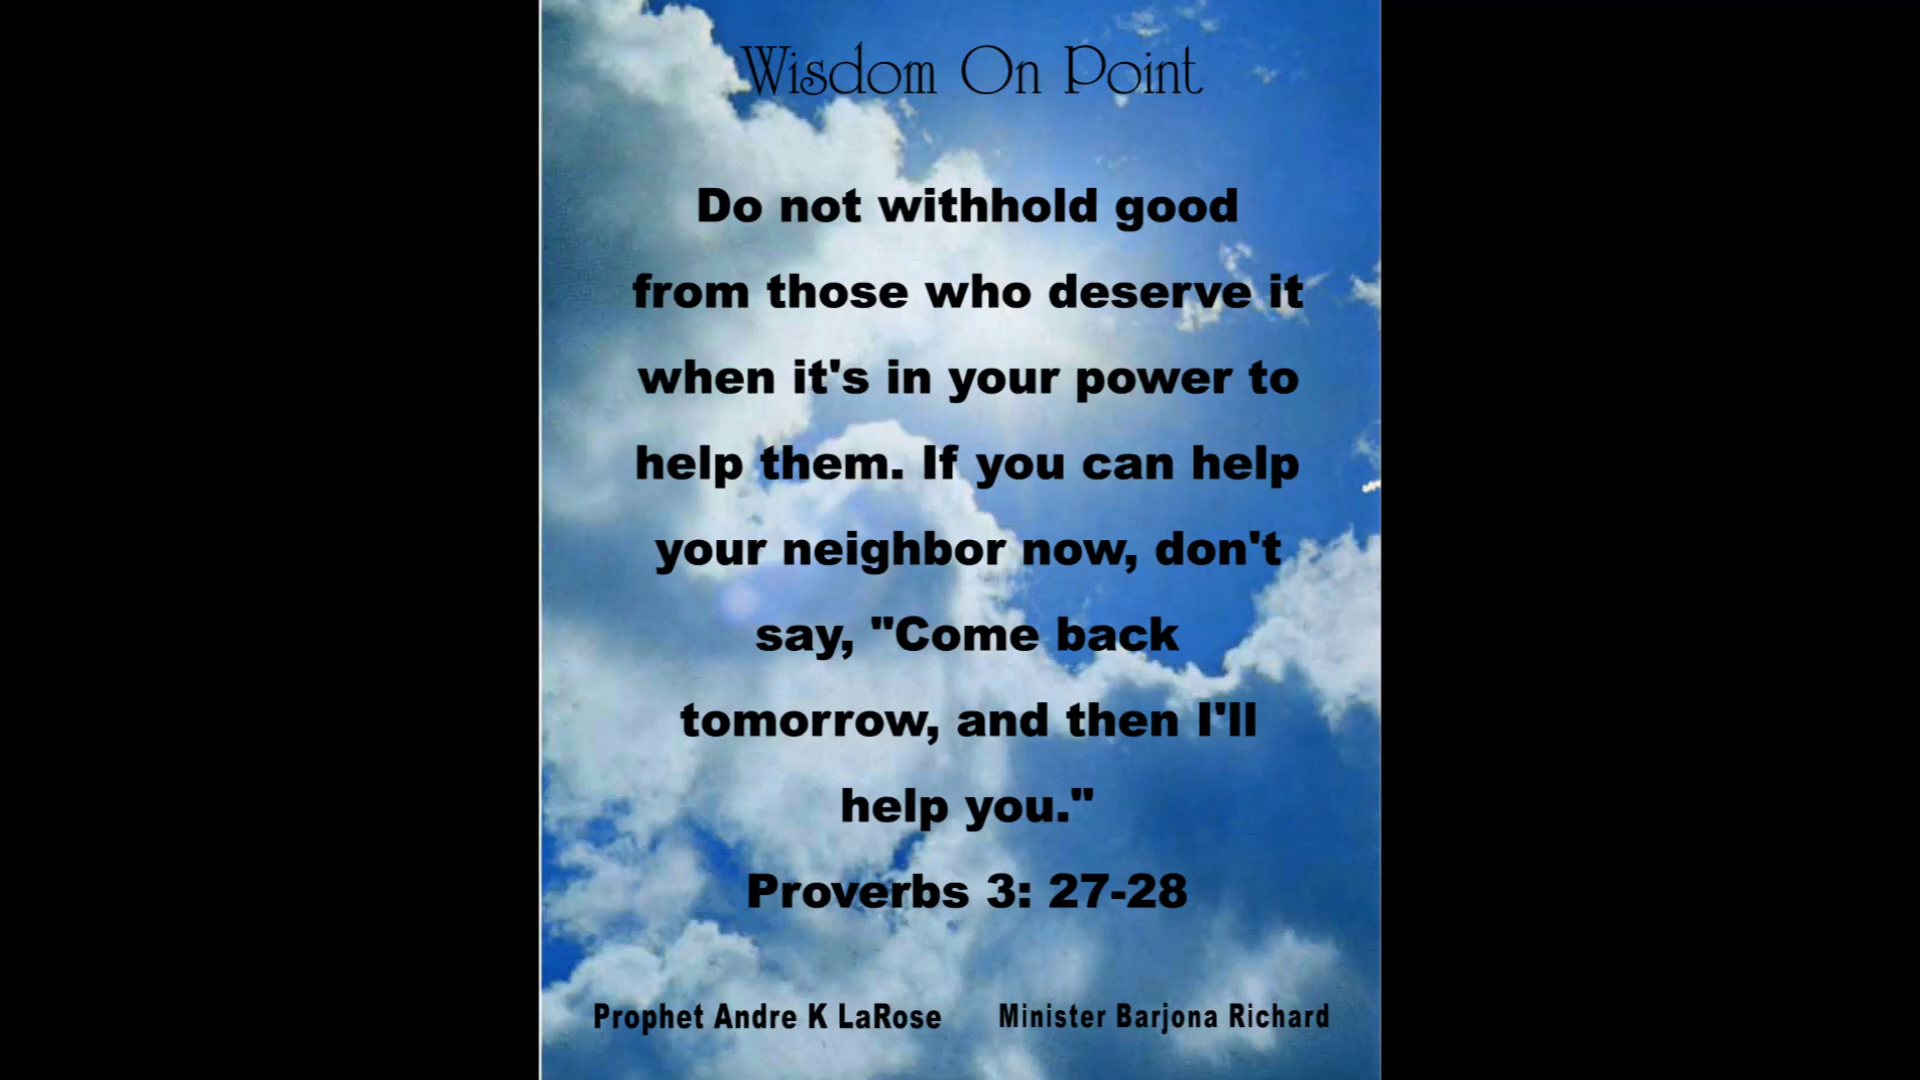 Wisdom On Point
Do not withhold good
from those who deserve it
when it's in your power to
help them. If you can help
your neighbor now, don't
say, "Come back
tomorrow, and then I'll
help you."
Proverbs 3: 27-28
Prophet Andre K LaRose Minister Barjona Richard